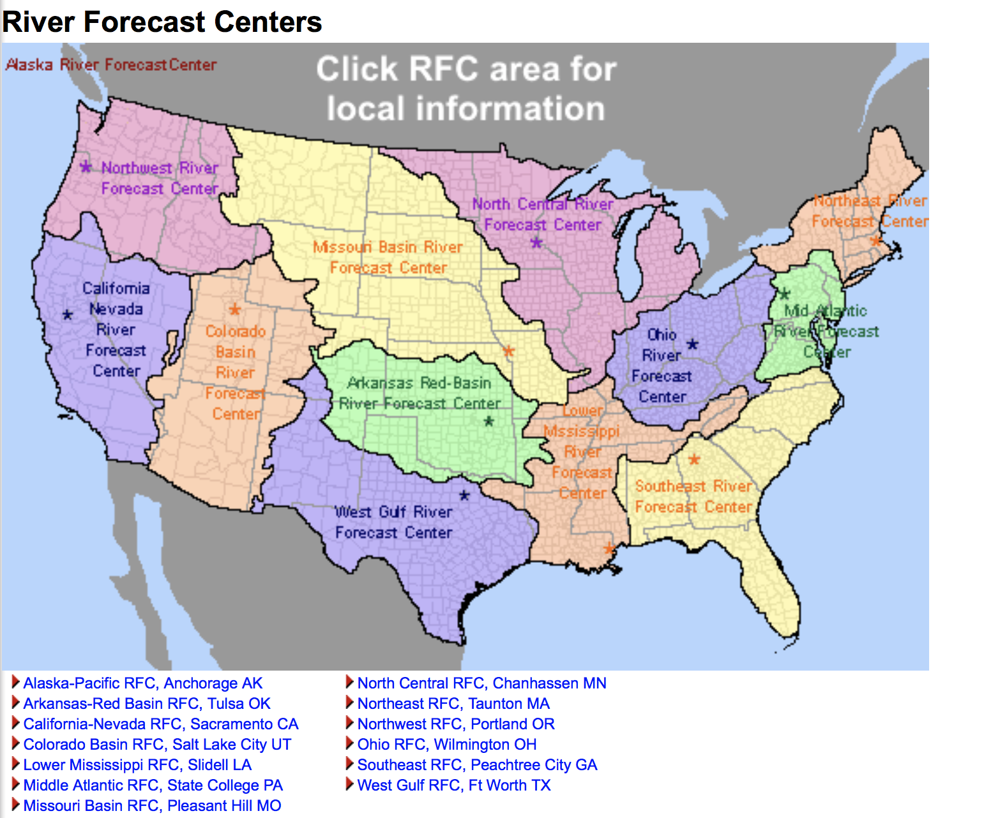 River Forecast Centers
Alaska River Forecast Center
Click RFC area for
local information
Northwest River
Forecast Center
North Central River
Forecast Center
Northeast River
Forecast Center
Missouri Basin River
Forecast Center
California
Nevada
River
Forecast
Center
Colorado
Basin
River
Forecast
Center
Ohio
River
Forecast
Center
Mid Atlantic
River Forecast
Center
Arkansas Red-Basin
River Forecast Center
Lower
Mssissippi
River
Forecast
Center
Southeast River
Forecast Center
West Gulf River
Forecast Center
Alaska-Pacific RFC, Anchorage AK
Arkansas-Red Basin RFC, Tulsa OK
California-Nevada RFC, Sacramento CA
Colorado Basin RFC, Salt Lake City UT
Lower Mississippi RFC, Slidell LA
Middle Atlantic RFC, State College PA
Missouri Basin RFC, Pleasant Hill MO
North Central RFC, Chanhassen MN
Northeast RFC, Taunton MA
Northwest RFC, Portland OR
Ohio RFC, Wilmington OH
Southeast RFC, Peachtree City GA
West Gulf RFC, Ft Worth TX